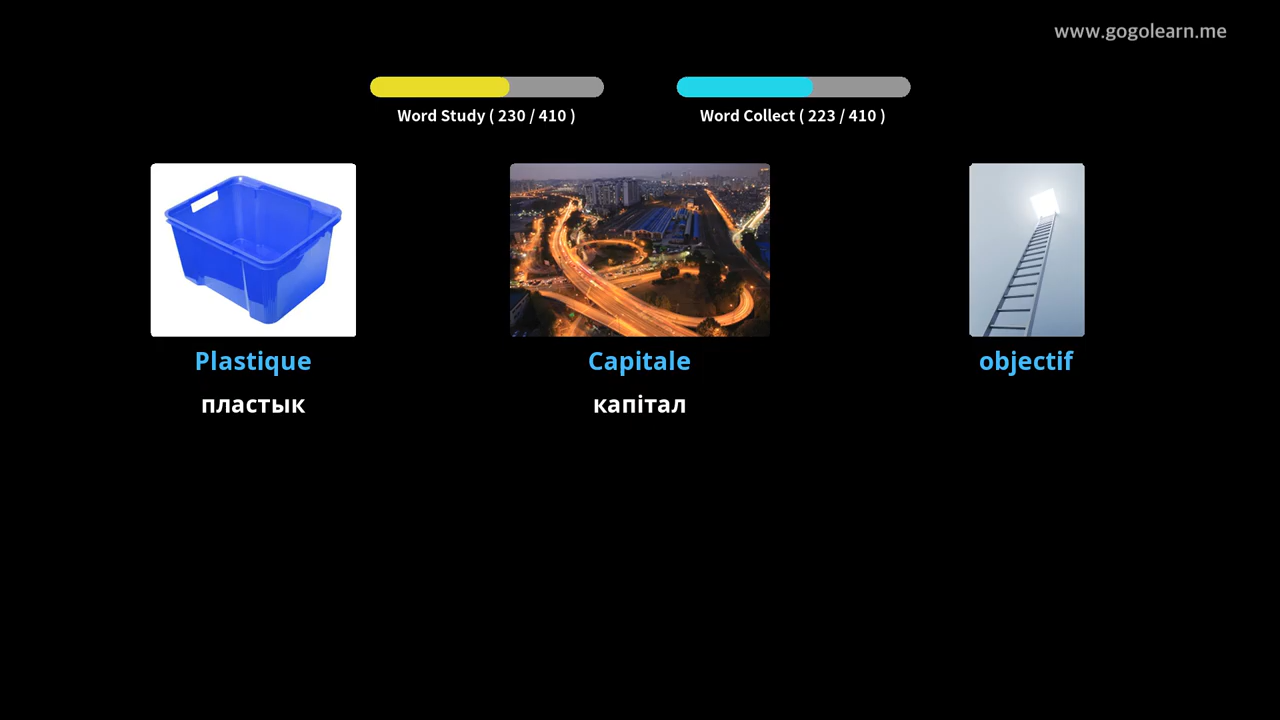 www.gogolearn.me
Word Study ( 230 / 410 )
Word Collect ( 223 / 410 )
Plastique
Capitale
objectif
пластык
капітал